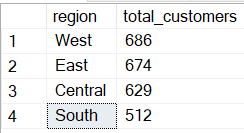 region total_customers
1 West 686
2 East 674
3 Central 629
4 South 512